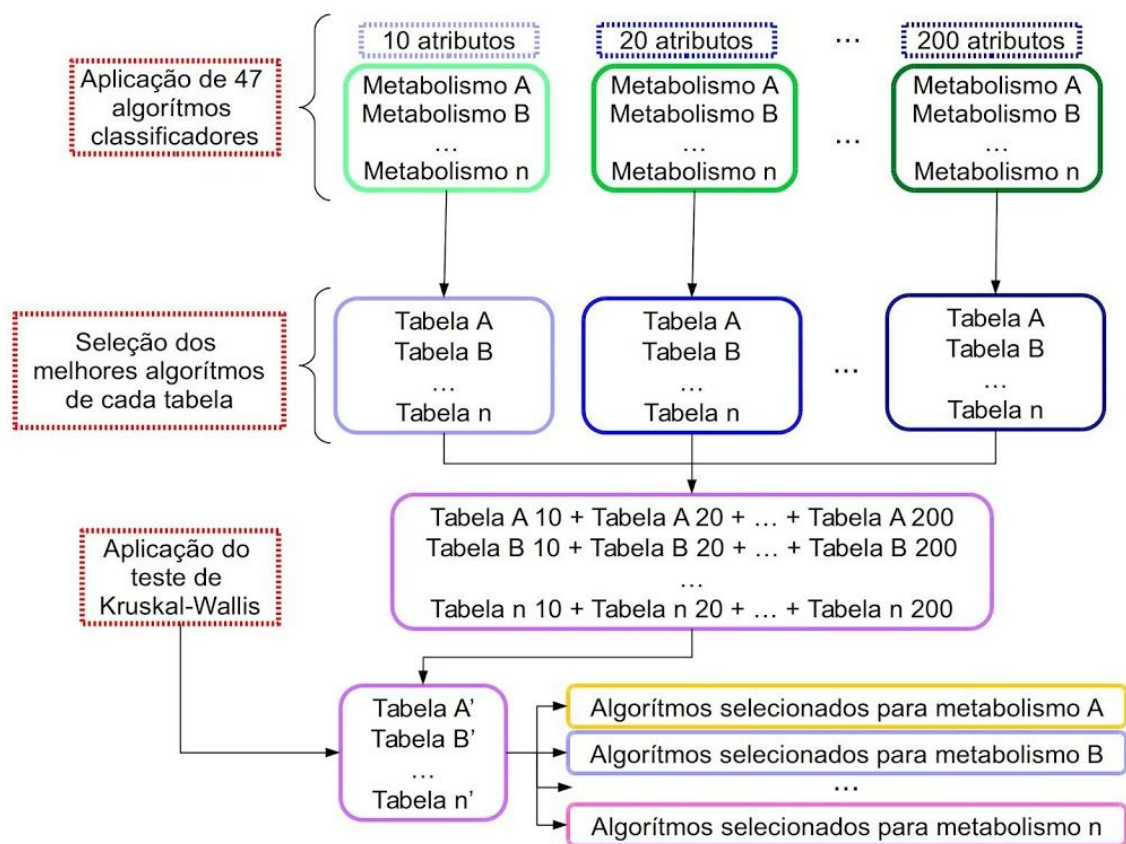 10 atributos
20 atributos
...
200 atributos
Aplicação de 47
algorítmos
classificadores
Metabolismo A
Metabolismo B
...
Metabolismo n
Metabolismo A
Metabolismo B
...
Metabolismo n
...
Metabolismo A
Metabolismo B
...
Metabolismo n
Seleção dos
melhores algorítmos
de cada tabela
Tabela A
Tabela B
...
Tabela n
Tabela A
Tabela B
...
Tabela n
...
Tabela A
Tabela B
...
Tabela n
Tabela A 10 + Tabela A 20 + ... + Tabela A 200
Tabela B 10 + Tabela B 20 + ... + Tabela B 200
...
Tabela n 10 + Tabela n 20 + ... + Tabela n 200
Aplicação do
teste de
Kruskal-Wallis
Tabela A’
Tabela B’
...
Tabela n’
Algorítmos selecionados para metabolismo A
Algorítmos selecionados para metabolismo B
...
Algorítmos selecionados para metabolismo n